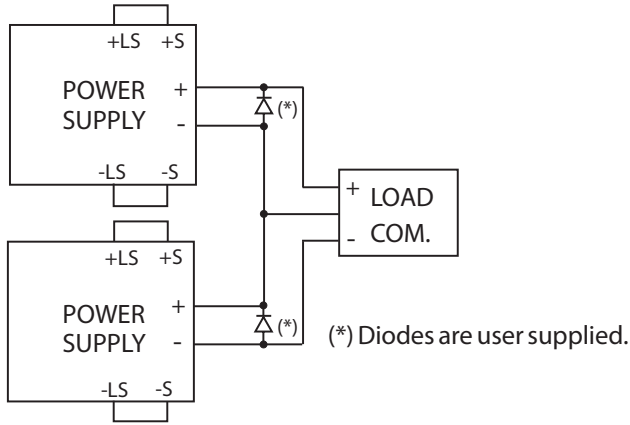 +LS +S
POWER +
SUPPLY -
(*)
-LS -S
+ LOAD
- COM.
+LS +S
POWER +
SUPPLY -
(*)
(*) Diodes are user supplied.
-LS -S